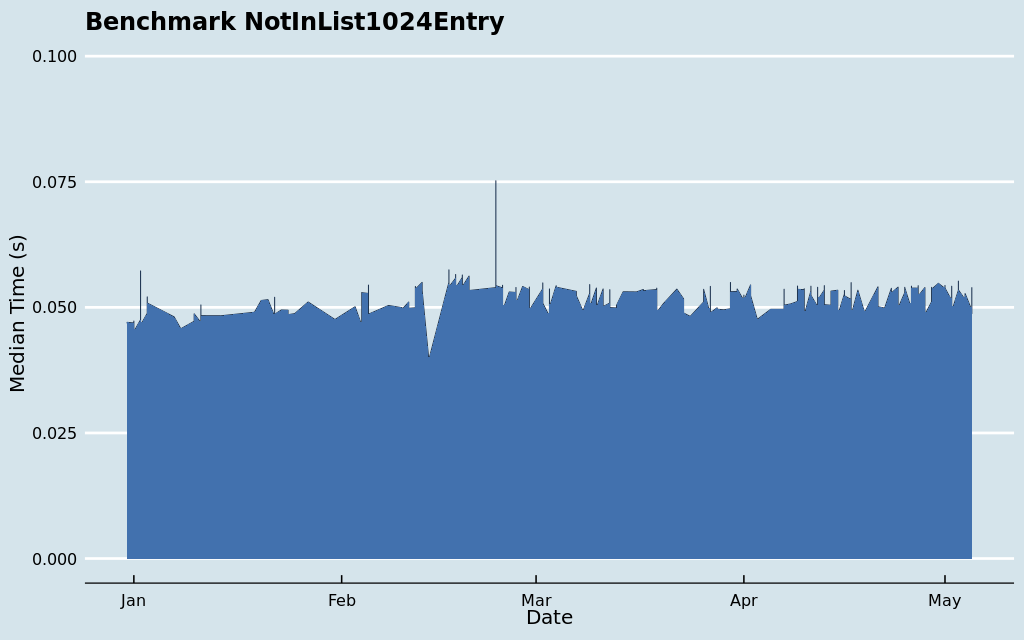 Benchmark NotInList1024Entry
0.100
0.075
0.050
0.025
0.000
Median Time (s)
Jan Feb Mar Apr May
Date